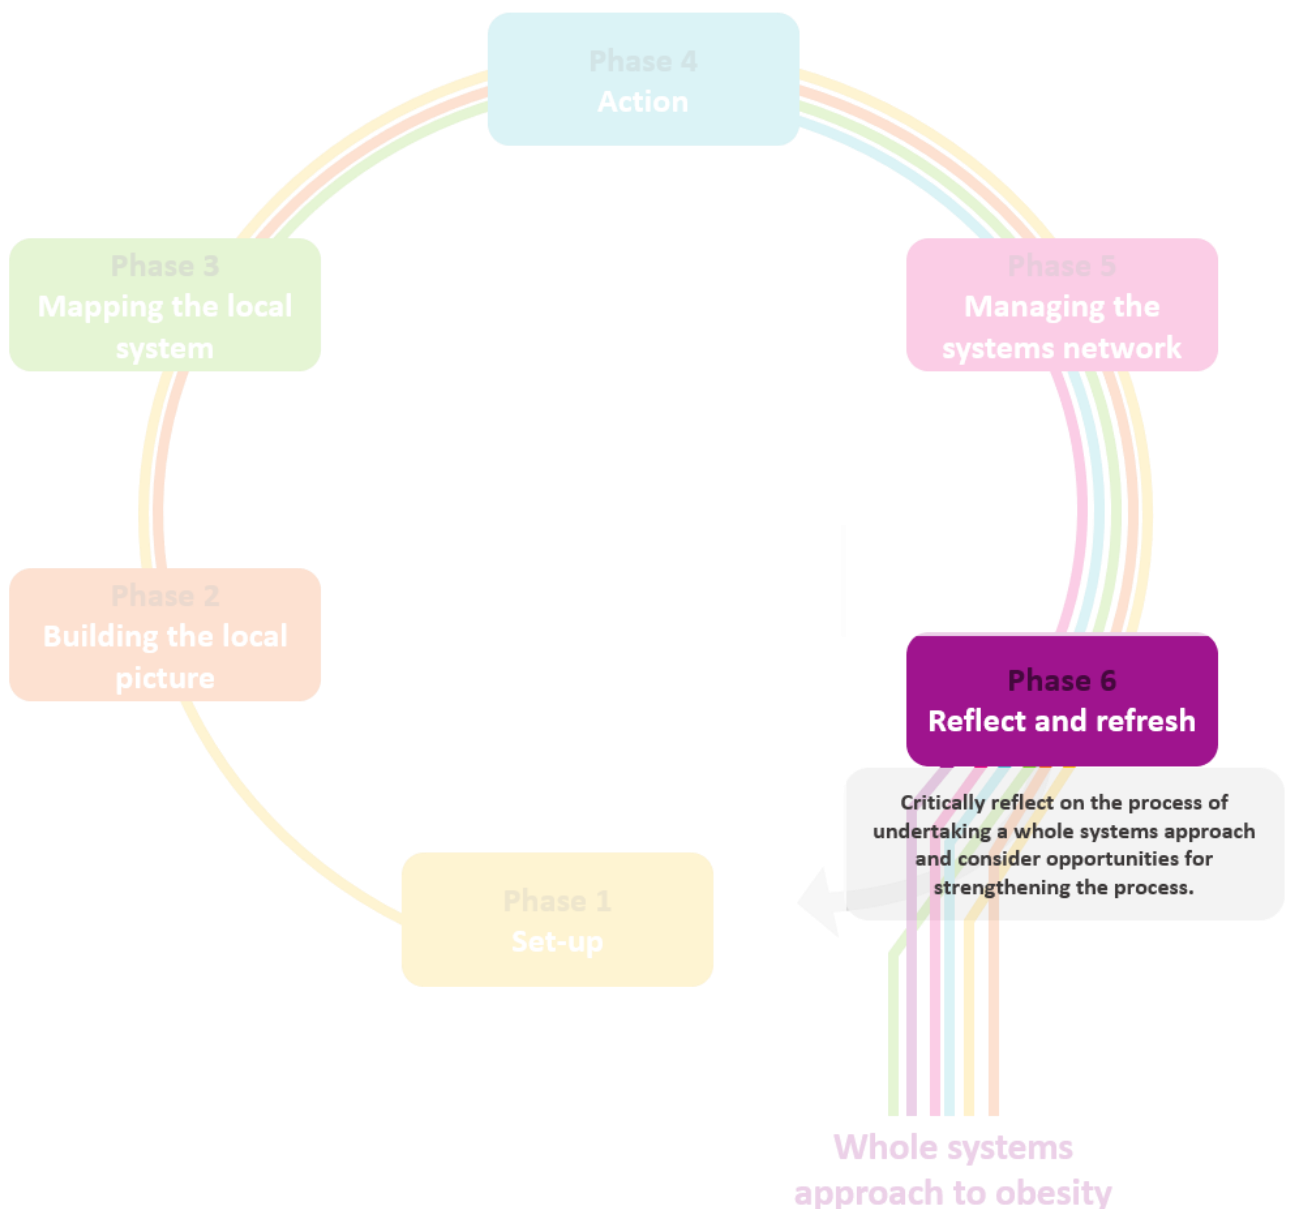 Phase 4
Action
Phase 3
Mapping the local
system
Phase 5
Managing the
systems network
Phase 2
Building the local
picture
Phase 6
Reflect and refresh
Critically reflect on the process of
undertaking a whole systems approach
and consider opportunities for
strengthening the process.
Phase 1
Set-up
Whole systems
approach to obesity